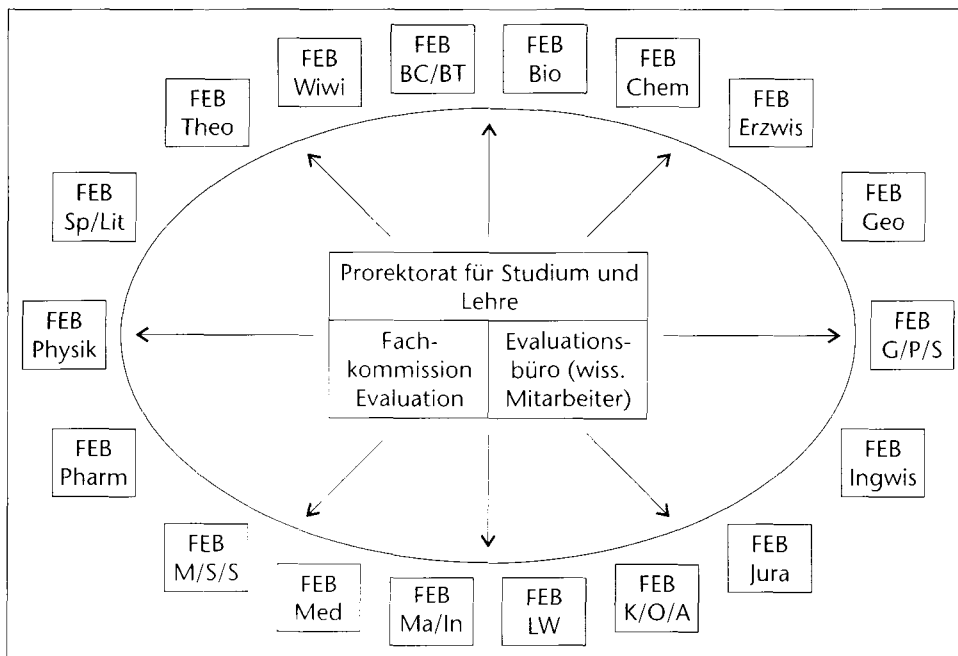 FEB
BC/BT
FEB
Bio
FEB
Wiwi
FEB
Chem
FEB
Theo
FEB
Erzwis
FEB
Sp/Lit
FEB
Geo
Prorektorat für Studium und
Lehre
FEB
Physik
Fach-
kommission
Evaluation
Evaluations-
büro (wiss.
Mitarbeiter)
FEB
G/P/S
FEB
Pharm
FEB
Ingwis
FEB
M/S/S
FEB
Jura
FEB
Med
FEB
Ma/In
FEB
LW
FEB
K/O/A